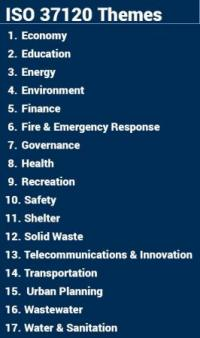 ISO 37120 Themes
1. Economy
2. Education
3. Energy
4. Environment
5. Finance
6. Fire & Emergency Response
7. Governance
8. Health
9. Recreation
10. Safety
11. Shelter
12. Solid Waste
13. Telecommunications & Innovation
14. Transportation
15. Urban Planning
16. Wastewater
17. Water & Sanitation